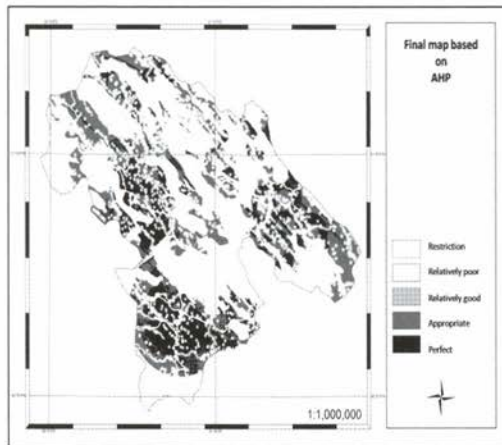 Final map based
on
AHP
Restriction
Relatively poor
Relatively good
Appropriate
Perfect
1:1,000,000